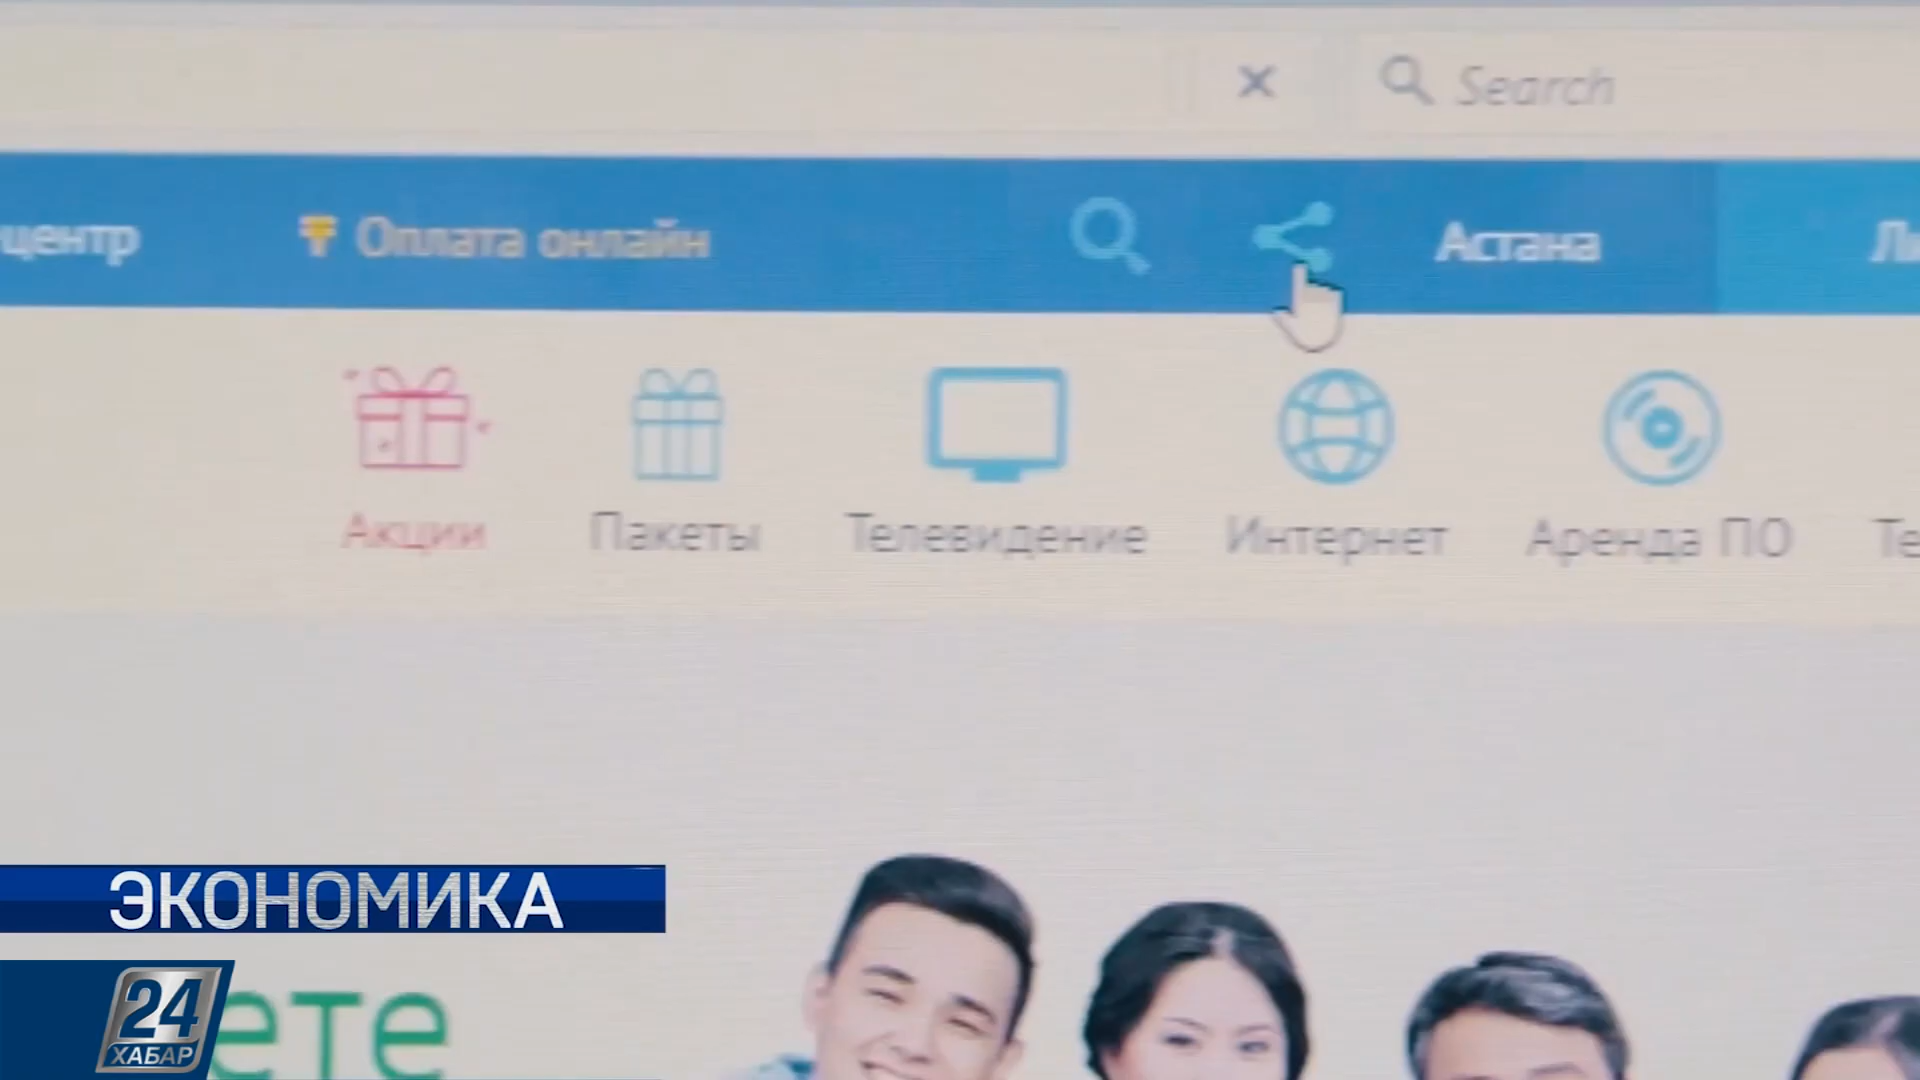 Search
-центр
Оплата онлайн
Астана
Акции
Пакеты
Телевидение
Интернет
Аренда ПО
ЭКОНОМИКА
24
ХАБАР
ете